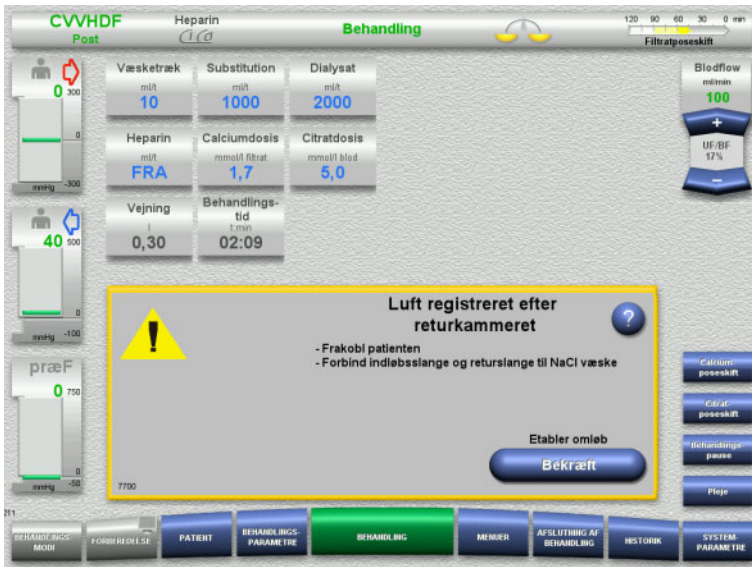 CVVHDF
Post
Heparin
Ci Ca
Behandling
120 90 60 30 0 min
Filtratposeskift
0 300
0
mmHg -300
40 500
0
mmHg -100
præF
0 750
0
mmHg -50
Væsketræk
ml/t
10
Substitution
ml/t
1000
Dialysat
ml/t
2000
Heparin
ml/t
FRA
Calciumdosis
mmol/l filtrat
1,7
Citratdosis
mmol/l blod
5,0
Vejning
l
0,30
Behandlings-
tid
t:min
02:09
Blodflow
ml/min
100
+
UF/BF
17%
–
!
Luft registreret efter
returkammeret
?
- Frakobl patienten
- Forbind indløbsslange og returslange til NaCl væske
Etabler omløb
Bekræft
7700
Calcium-
poseskift
Citrat-
poseskift
Behandlings-
pause
Pleje
211
BEHANDLINGS-
MODI
FORBEREDELSE
PATIENT
BEHANDLINGS-
PARAMETRE
BEHANDLING
MENUER
AFSLUTNING AF
BEHANDLING
HISTORIK
SYSTEM-
PARAMETRE